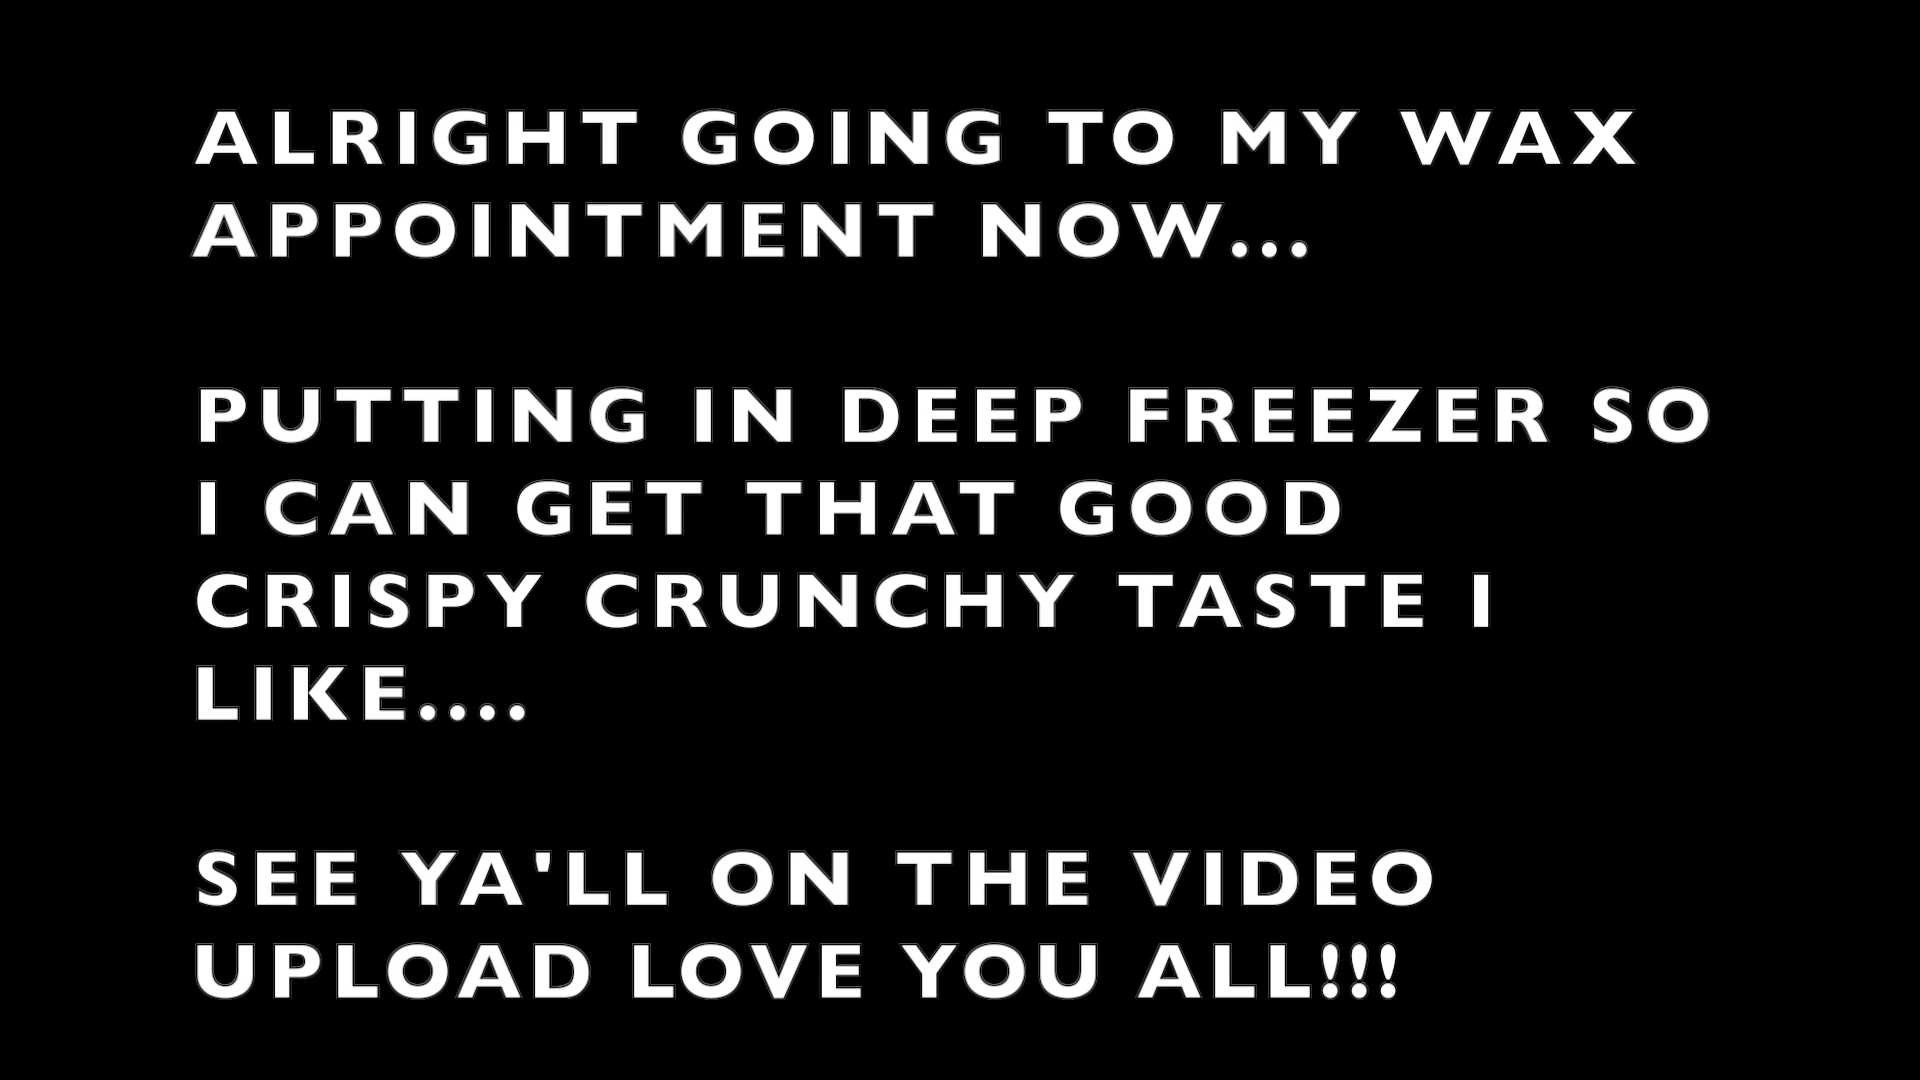 ALRIGHT GOING TO MY WAX
APPOINTMENT NOW...
PUTTING IN DEEP FREEZER SO
I CAN GET THAT GOOD
CRISPY CRUNCHY TASTE I
LIKE....
SEE YA'LL ON THE VIDEO
UPLOAD LOVE YOU ALL!!!